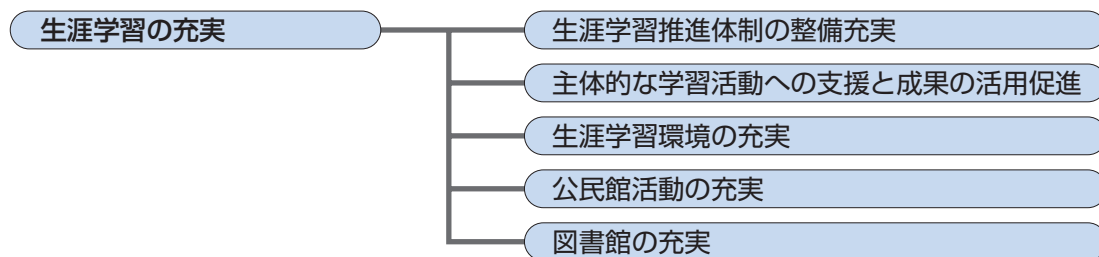 生涯学習の充実
生涯学習推進体制の整備充実
主体的な学習活動への支援と成果の活用促進
生涯学習環境の充実
公民館活動の充実
図書館の充実